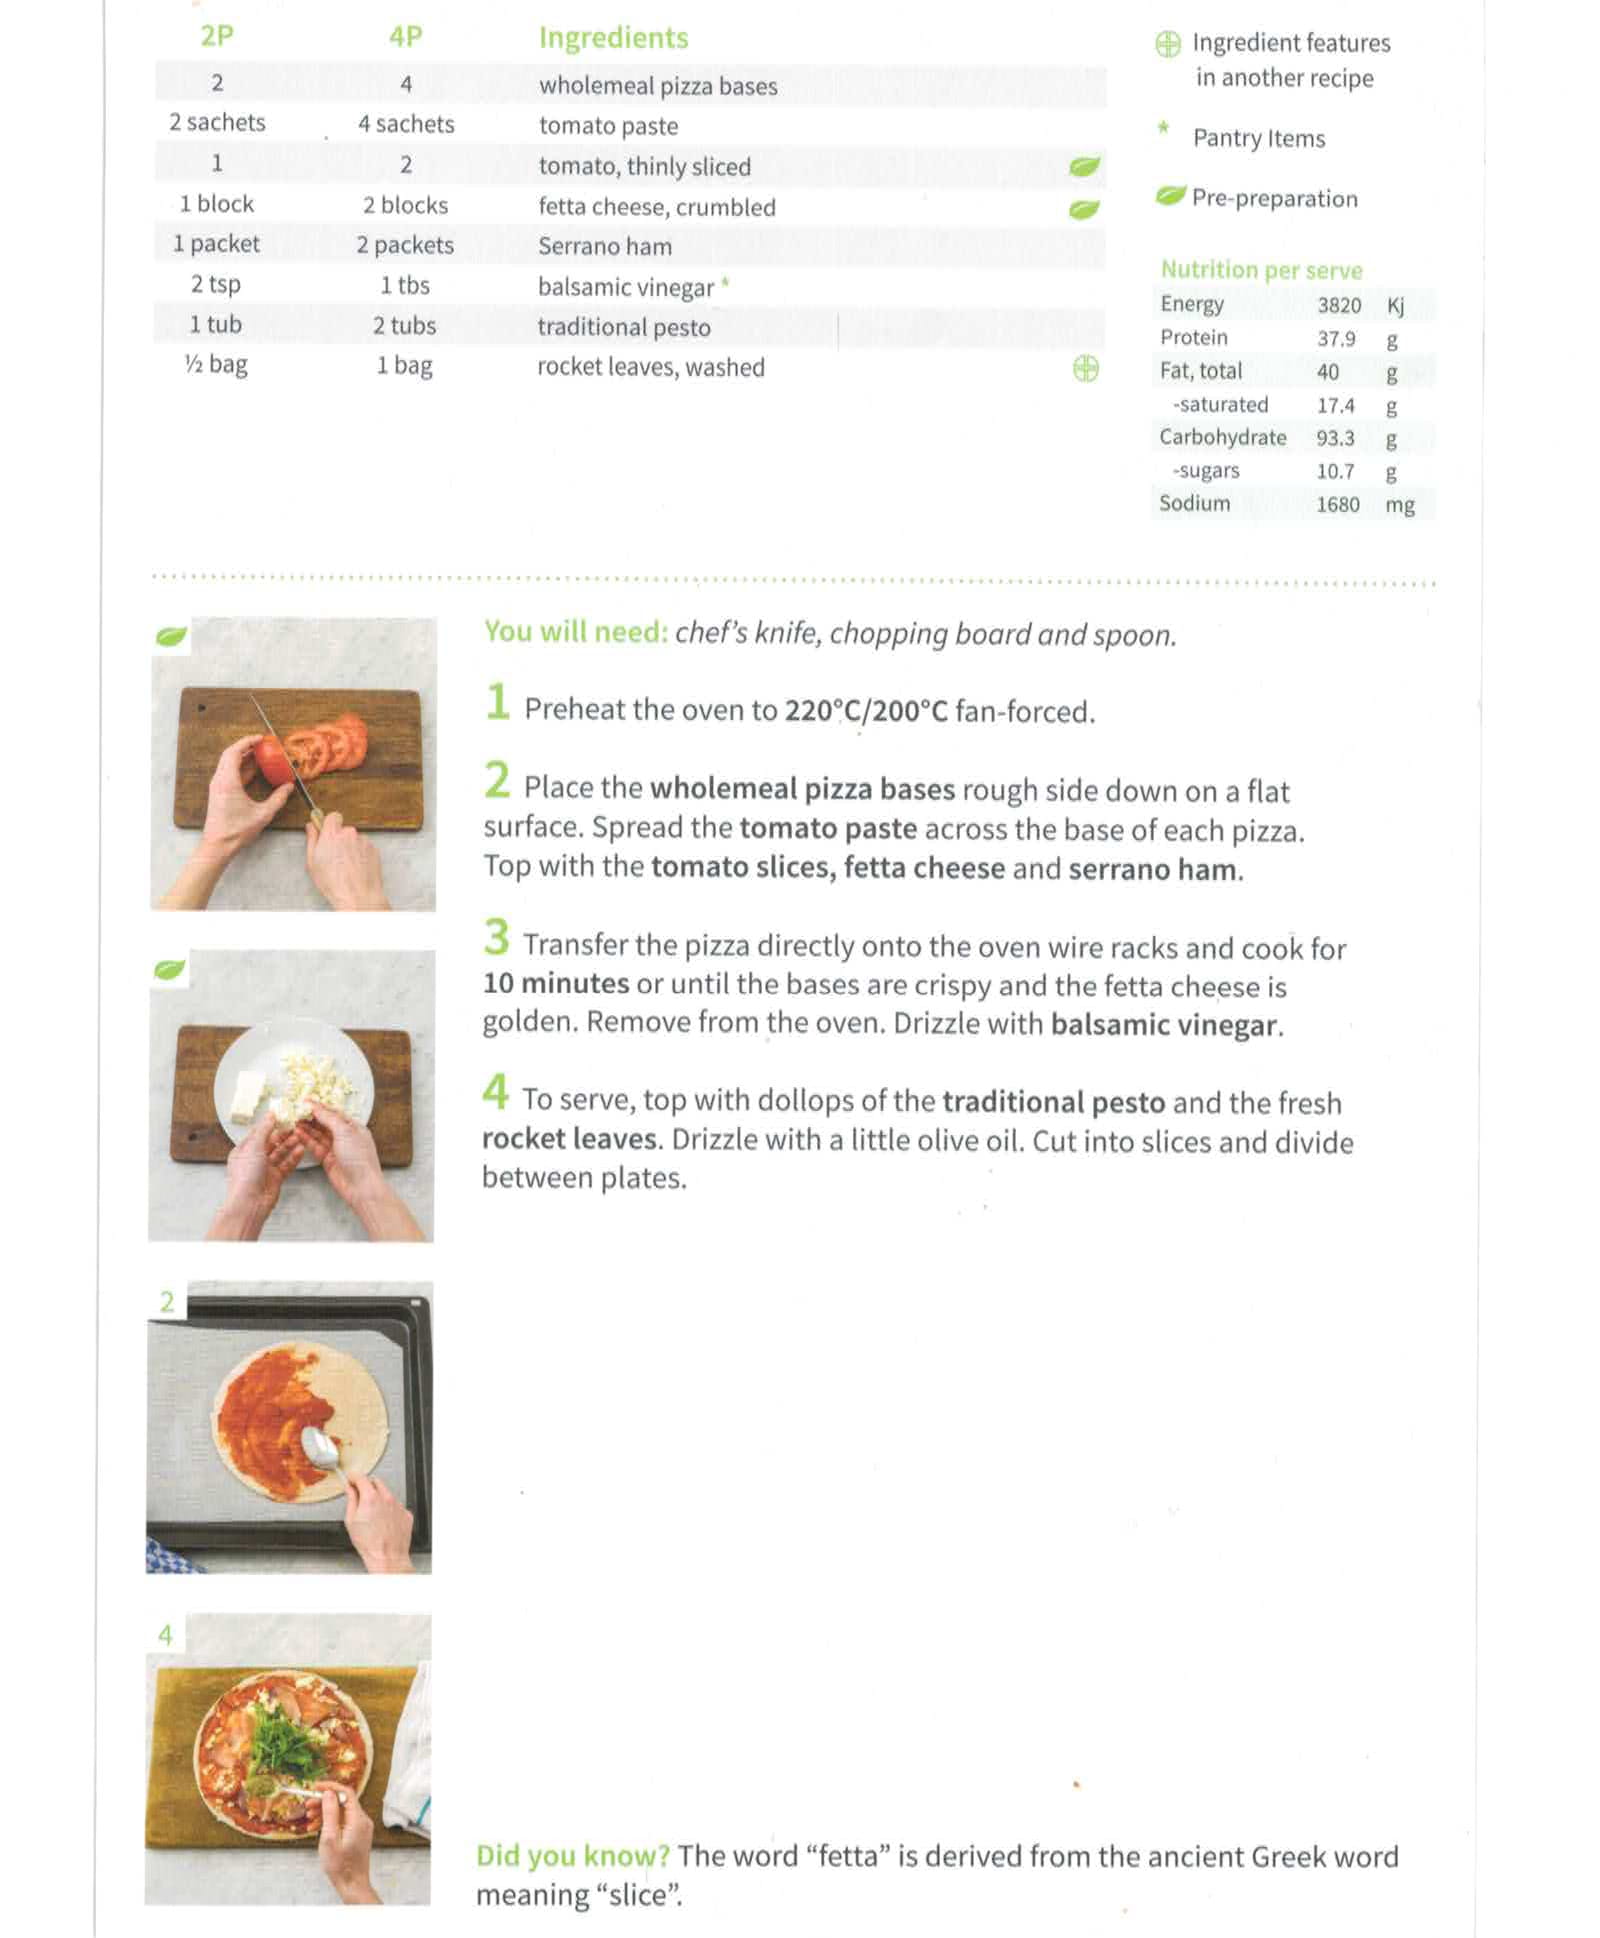 2P 4P Ingredients
2 4 wholemeal pizza bases
2 sachets 4 sachets tomato paste
1 2 tomato, thinly sliced
1 block 2 blocks fetta cheese, crumbled
1 packet 2 packets Serrano ham
2 tsp 1 tbs balsamic vinegar *
1 tub 2 tubs traditional pesto
½ bag 1 bag rocket leaves, washed
Ingredient features
in another recipe
* Pantry Items
Pre-preparation
Nutrition per serve
Energy 3820 Kj
Protein 37.9 g
Fat, total 40 g
-saturated 17.4 g
Carbohydrate 93.3 g
-sugars 10.7 g
Sodium 1680 mg
You will need: chef's knife, chopping board and spoon.
1 Preheat the oven to 220°C/200°C fan-forced.
2 Place the wholemeal pizza bases rough side down on a flat
surface. Spread the tomato paste across the base of each pizza.
Top with the tomato slices, fetta cheese and serrano ham.
3 Transfer the pizza directly onto the oven wire racks and cook for
10 minutes or until the bases are crispy and the fetta cheese is
golden. Remove from the oven. Drizzle with balsamic vinegar.
4 To serve, top with dollops of the traditional pesto and the fresh
rocket leaves. Drizzle with a little olive oil. Cut into slices and divide
between plates.
2
4
Did you know? The word “fetta” is derived from the ancient Greek word
meaning “slice”.